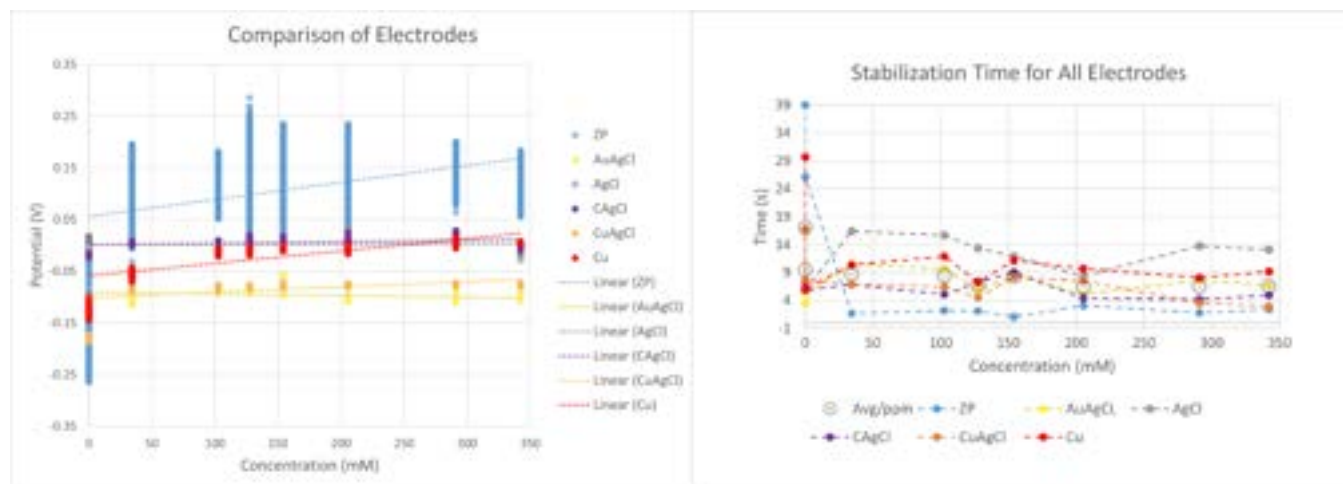 Comparison of Electrodes
0.35
0.25
0.15
0.05
-0.05
-0.15
-0.25
-0.35
Potential (V)
0
50
100
150
200
250
300
350
Concentration (mM)
ZP
AuAgCl
AgCl
CAgCl
CuAgCl
Cu
Linear (ZP)
Linear (AuAgCl)
Linear (AgCl)
Linear (CAgCl)
Linear (CuAgCl)
Linear (Cu)
Stabilization Time for All Electrodes
39
34
29
24
19
14
9
4
-1
Time (s)
0
50
100
150
200
250
300
350
Concentration (mM)
Avg/ppm
ZP
AuAgCl
AgCl
CAgCl
CuAgCl
Cu